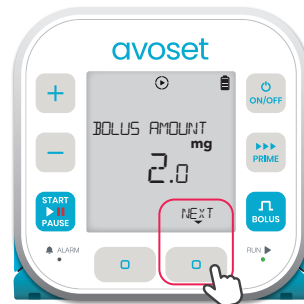 avoset
ON/OFF
BOLUS AMOUNT
mg
2.0
PRIME
NEXT
START
PAUSE
BOLUS
ALARM
RUN